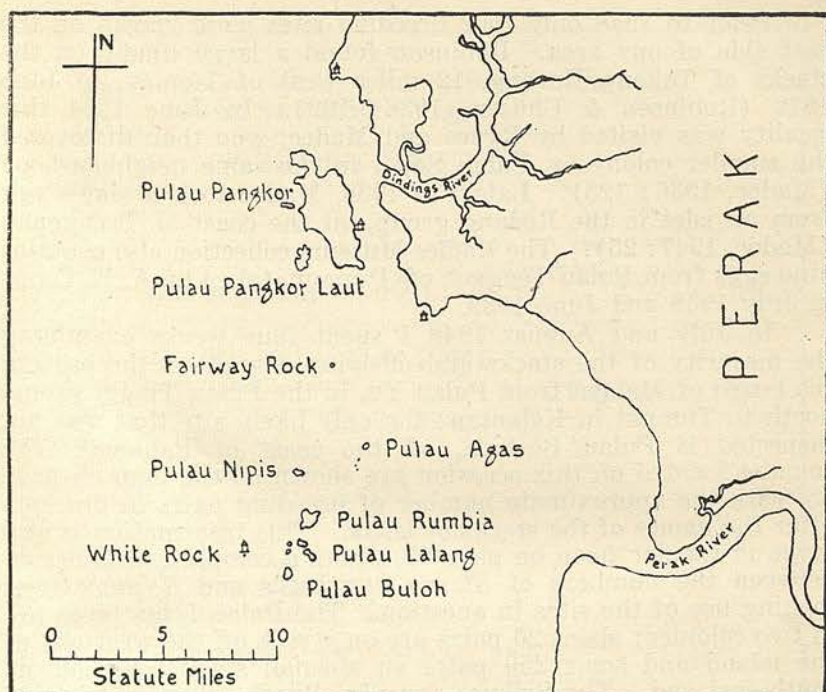 N
Dindings River
Pulau Pangkor
Pulau Pangkor Laut
PERAK
Fairway Rock
Pulau Agas
Pulau Nipis
Pulau Rumbia
White Rock
Pulau Lalang
Pulau Buloh
Perak River
0 5 10
Statute Miles